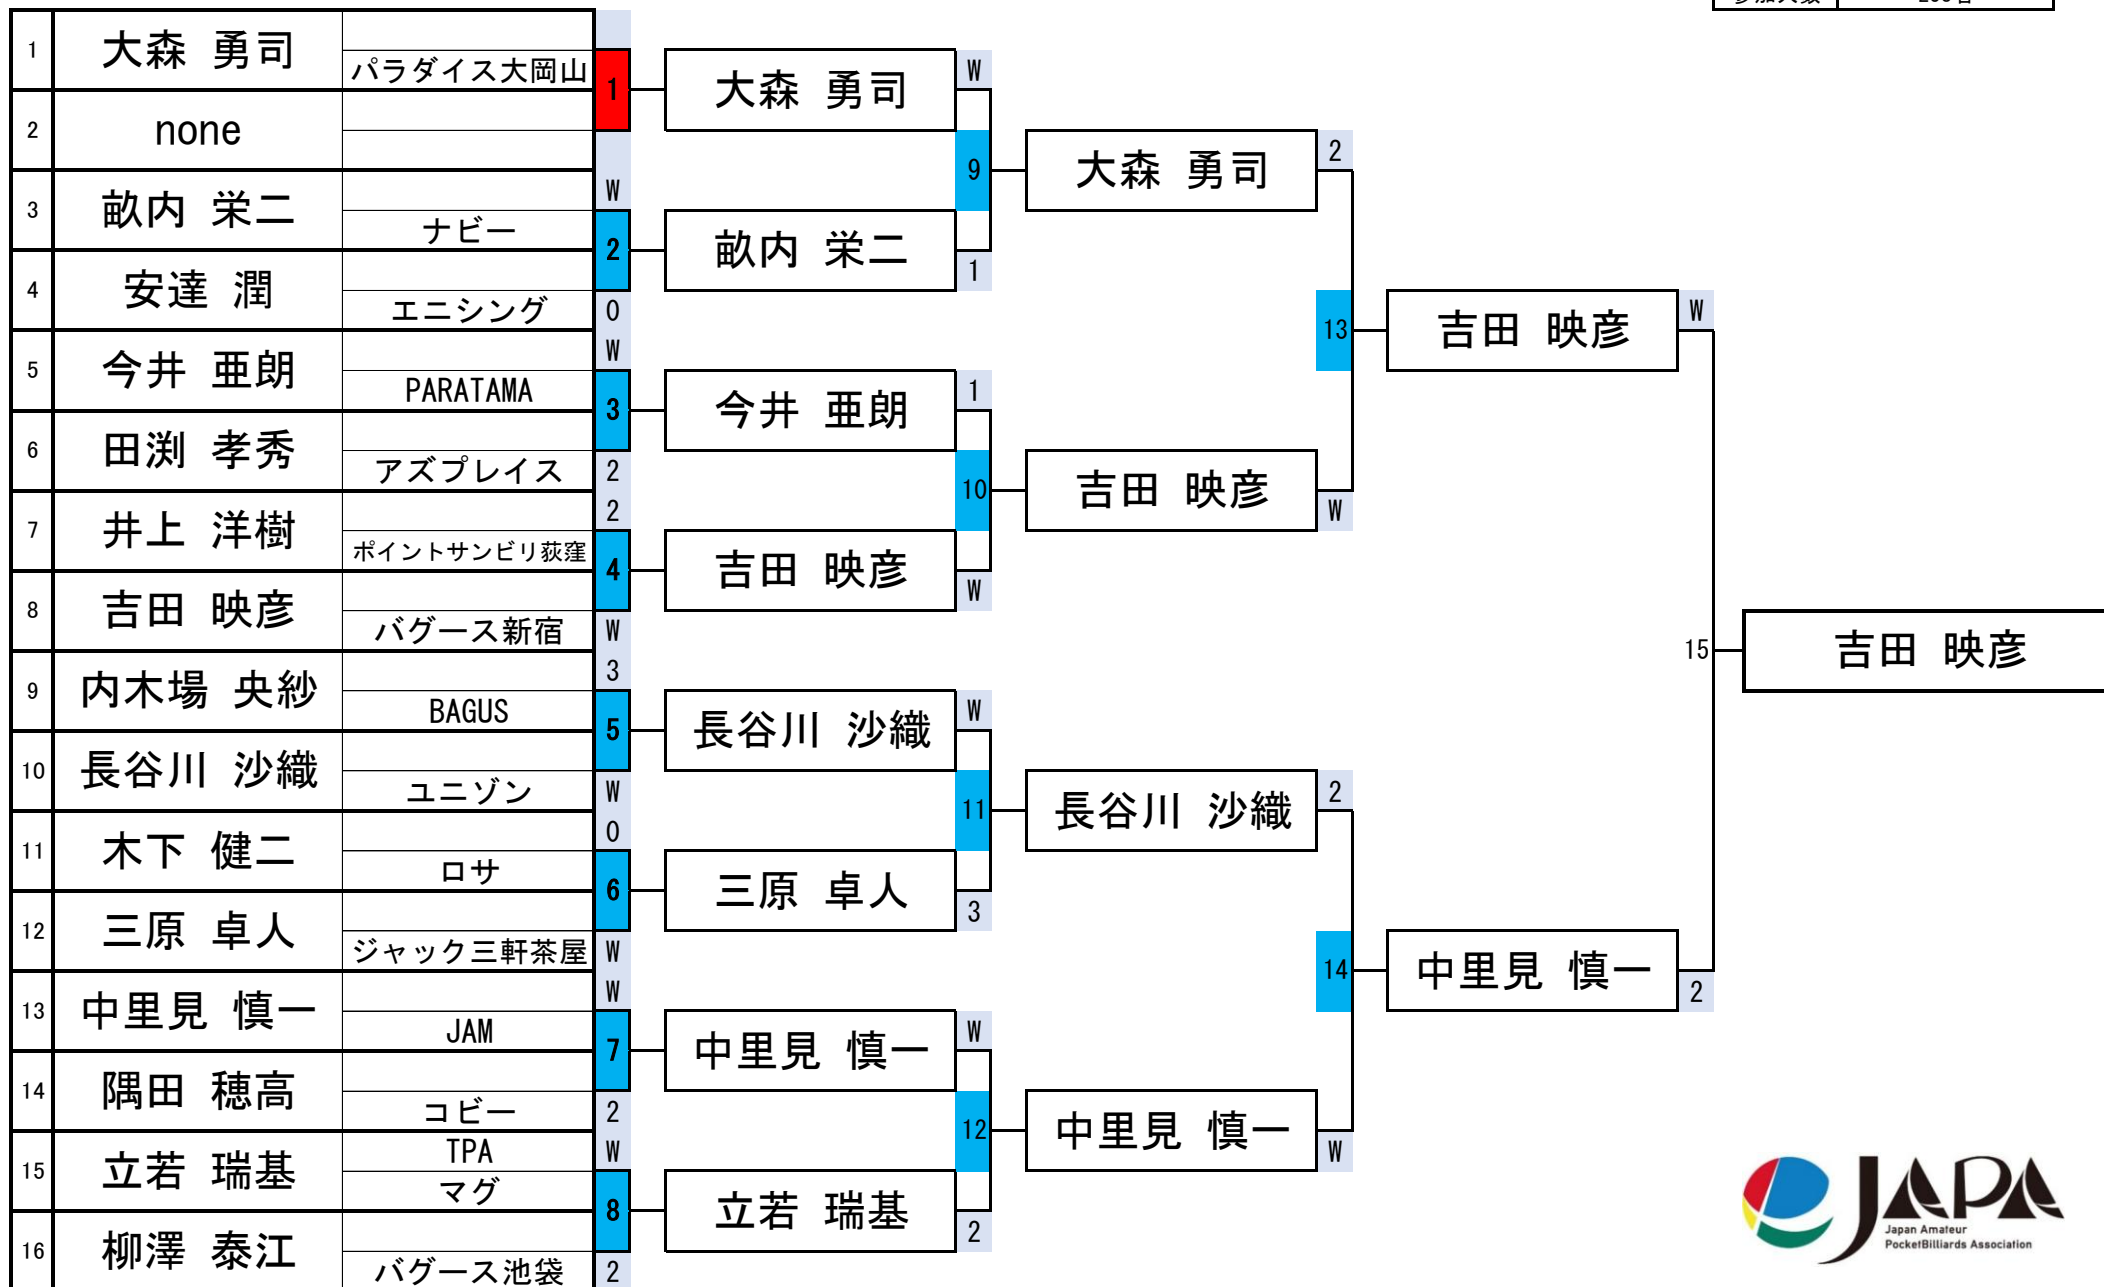 1 大森 勇司 パラダイス大岡山
2 none
3 畝内 栄二 ナビー W
4 安達 潤 エニシング 0
5 今井 亜朗 PARATAMA W
6 田渕 孝秀 アズプレイス 2
7 井上 洋樹 ポイントサンビリ荻窪 2
8 吉田 映彦 バグース新宿 W
9 内木場 央紗 BAGUS 3
10 長谷川 沙織 ユニゾン W
11 木下 健二 ロサ 0
12 三原 卓人 ジャック三軒茶屋 W
13 中里見 慎一 JAM W
14 隅田 穂高 コビー 2
15 立若 瑞基 TPA マグ W
16 柳澤 泰江 バグース池袋 2
1 大森 勇司 W
2 畝内 栄二 1
3 今井 亜朗 1
4 吉田 映彦 W
5 長谷川 沙織 W
6 三原 卓人 3
7 中里見 慎一 W
8 立若 瑞基 2
9 大森 勇司 2
10 吉田 映彦 W
11 長谷川 沙織 2
12 中里見 慎一 W
13 吉田 映彦 W
14 中里見 慎一 2
15 吉田 映彦
JAPA
Japan Amateur
PocketBilliards Association